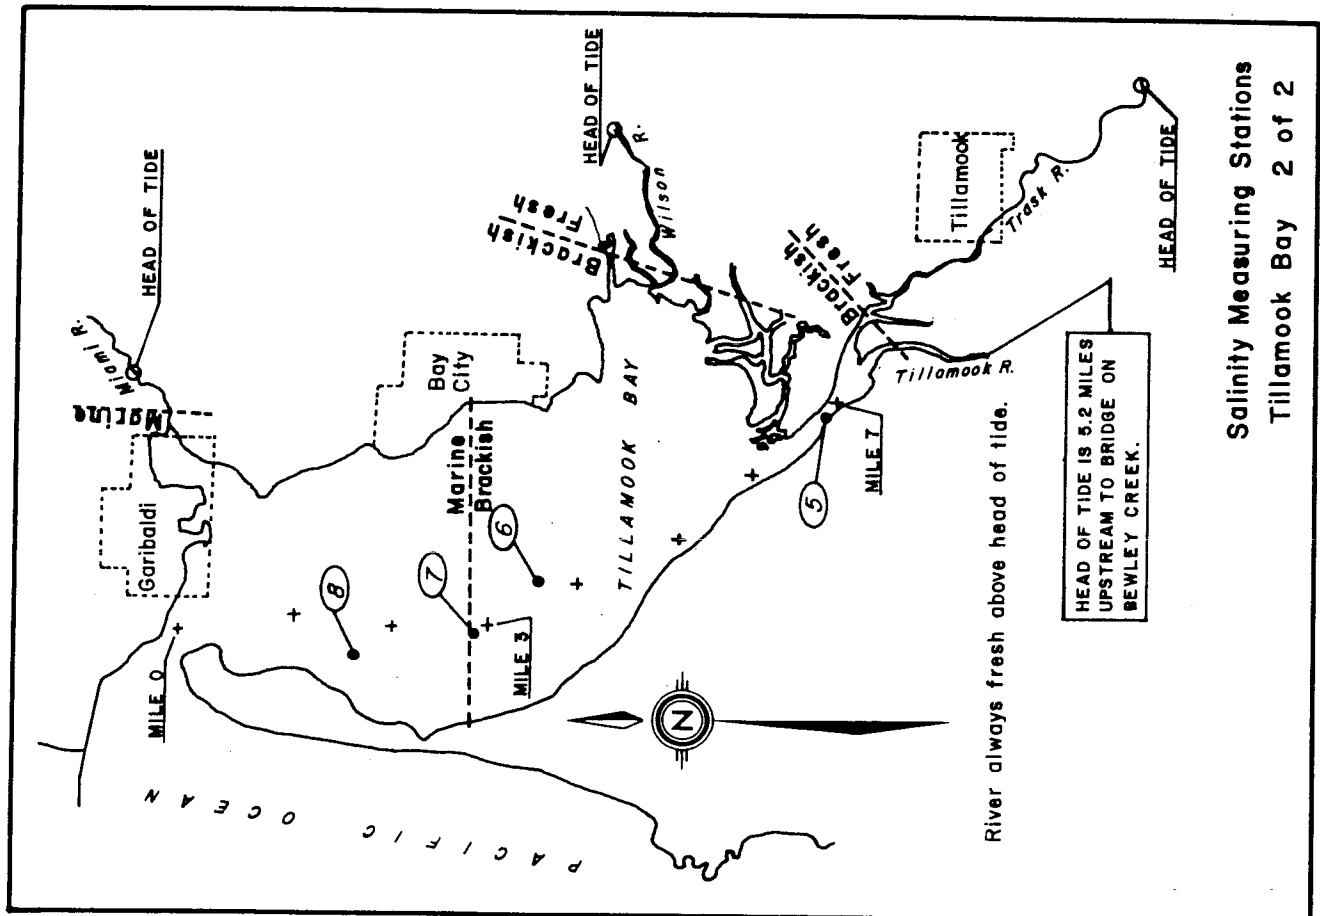 Salinity Measuring Stations
Tillamook Bay 2 of 2
Miami R.
HEAD OF TIDE
Marine
Garibaldi
MILE 0
Bay
City
Marine
Brackish
8
7
6
MILE 3
TILLAMOOK BAY
PACIFIC OCEAN
N
HEAD OF TIDE
Wilson R.
Brackish
Fresh
Brackish
Fresh
Tillamook
Trask R.
HEAD OF TIDE
Tillamook R.
5
MILE 7
River always fresh above head of tide.
HEAD OF TIDE IS 5.2 MILES
UPSTREAM TO BRIDGE ON
BEWLEY CREEK.